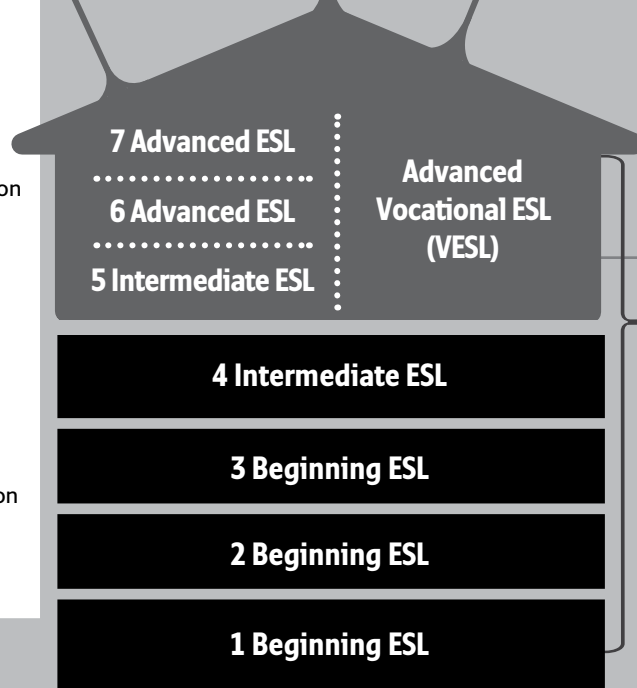 7 Advanced ESL
6 Advanced ESL
5 Intermediate ESL
Advanced
Vocational ESL
(VESL)
4 Intermediate ESL
3 Beginning ESL
2 Beginning ESL
1 Beginning ESL